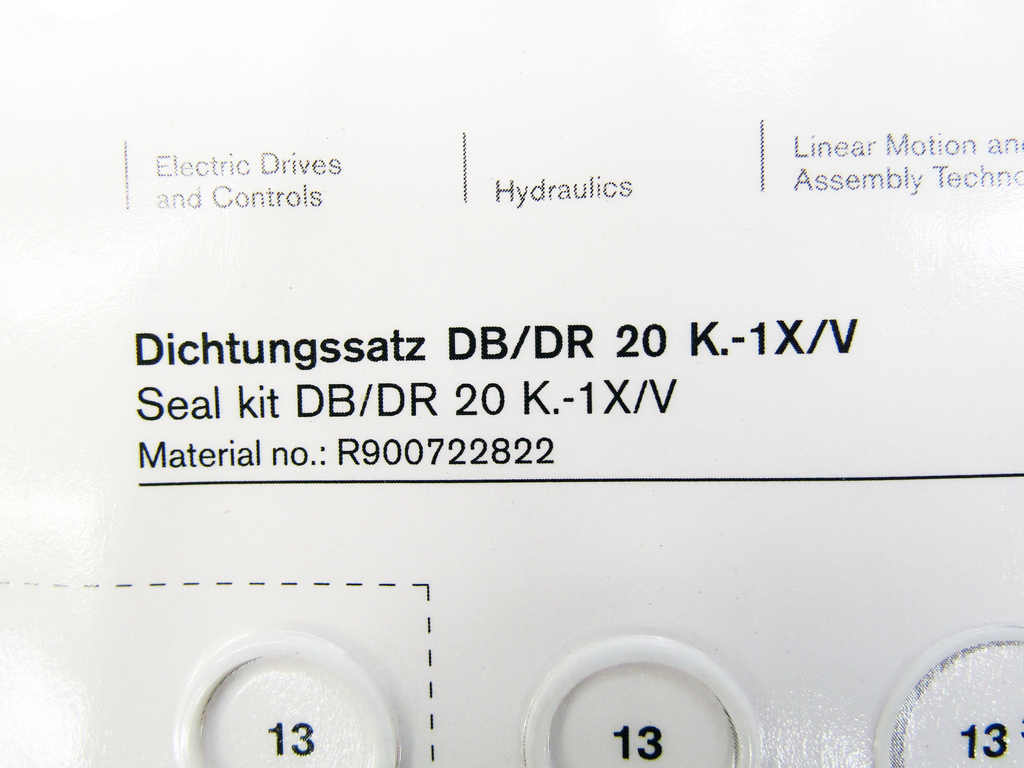 Electric Drives
and Controls
Hydraulics
Linear Motion and
Assembly
Dichtungssatz DB/DR 20 K.-1X/V
Seal kit DB/DR 20 K.-1X/V
Material no.: R900722822
13
13
13